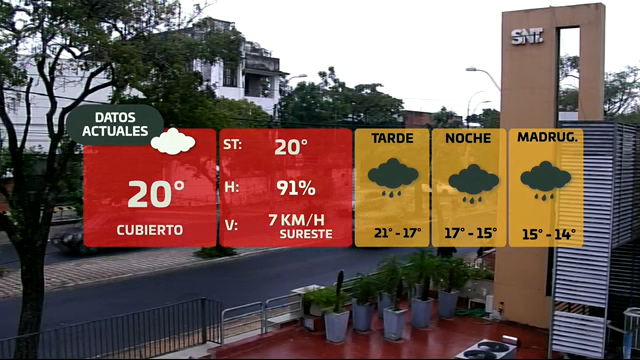 SNT
DATOS
ACTUALES
20°
CUBIERTO
ST: 20°
H: 91%
V: 7 KM/H
SURESTE
TARDE
21° - 17°
NOCHE
17° - 15°
MADRUG.
15° - 14°